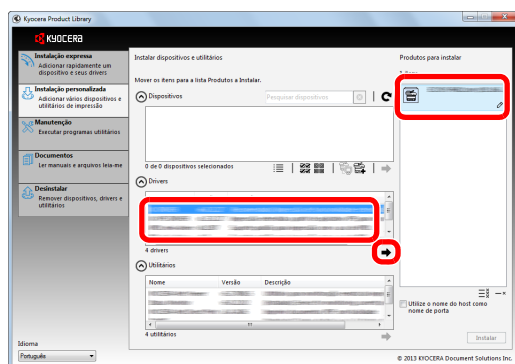 Kyocera Product Library
KYOCERA
Instalação expressa
Adicionar rapidamente um
dispositivo e seus drivers
Instalação personalizada
Adicionar vários dispositivos e
utilitários de impressão
Manutenção
Executar programas utilitários
Documentos
Ler manuais e arquivos leia-me
Desinstalar
Remover dispositivos, drivers e
utilitários
Idioma
Português
Instalar dispositivos e utilitários
Mover os itens para a lista Produtos a Instalar.
Dispositivos
Pesquisar dispositivos
0 de 0 dispositivos selecionados
Drivers
4 drivers
Utilitários
Nome Versão Descrição
4 utilitários
Produtos para instalar
Utilize o nome do host como
nome de porta
Instalar
© 2013 KYOCERA Document Solutions Inc.